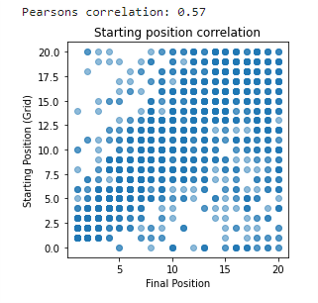 Pearsons correlation: 0.57
Starting position correlation
20.0
17.5
15.0
12.5
10.0
7.5
5.0
2.5
0.0
Starting Position (Grid)
5 10 15 20
Final Position